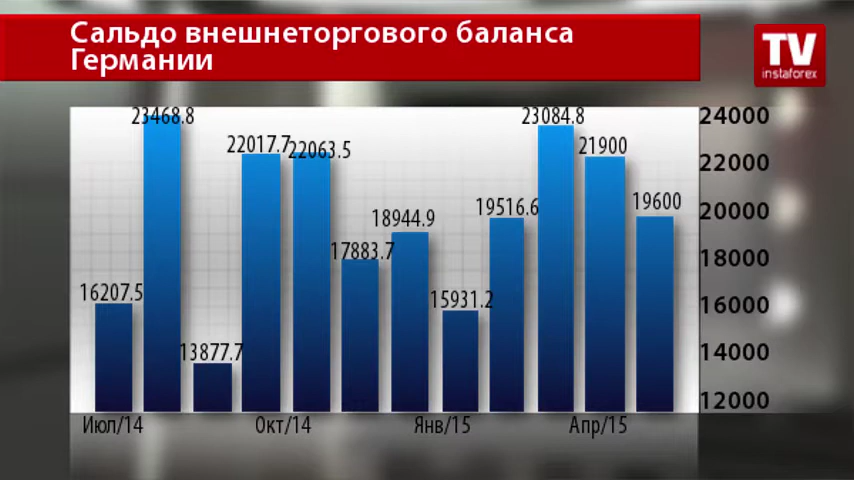 Сальдо внешнеторгового баланса
Германии
TV
instaforex
23468.8
23084.8
24000
22017.7
22063.5
21900
22000
18944.9
19516.6
19600
20000
17883.7
18000
16207.5
15931.2
16000
13877.7
14000
12000
Июл/14
Окт/14
Янв/15
Апр/15